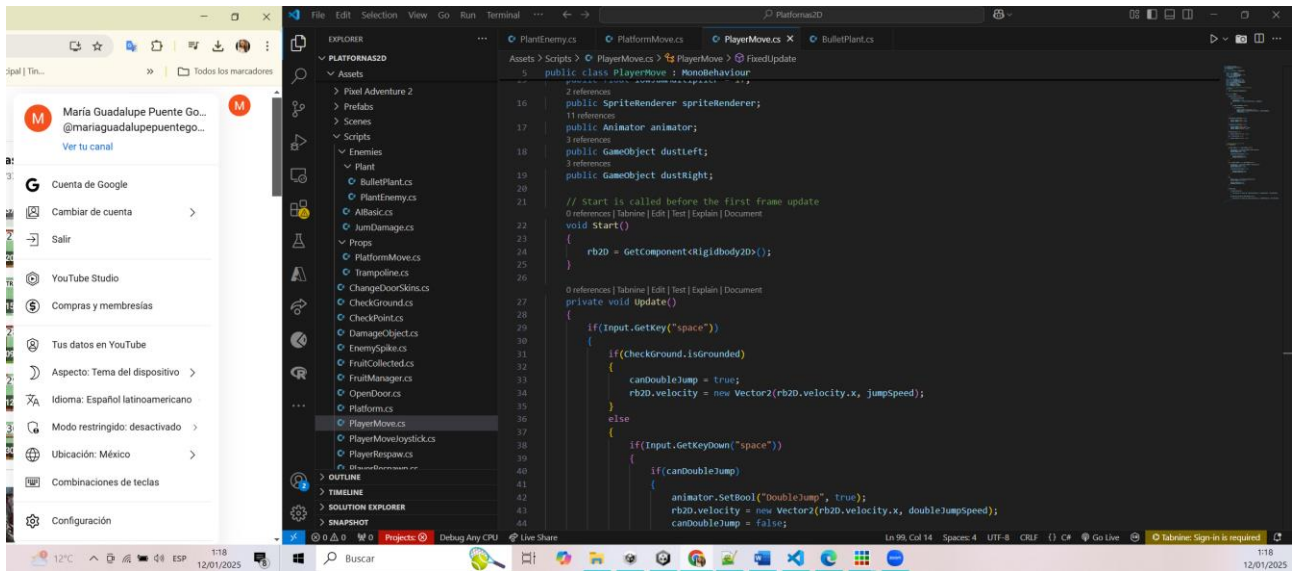 cipal | Tin...
»
Todos los marcadores
M
María Guadalupe Puente Go...
@mariaguadalupepuentego...
Ver tu canal
M
Cuenta de Google
Cambiar de cuenta
Salir
YouTube Studio
Compras y membresías
Tus datos en YouTube
Aspecto: Tema del dispositivo
Idioma: Español latinoamericano
Modo restringido: desactivado
Ubicación: México
Combinaciones de teclas
Configuración
File Edit Selection View Go Run Terminal ...
Platfornas2D
EXPLORER ...
PLATFORNAS2D
Assets
Pixel Adventure 2
Prefabs
Scenes
Scripts
Enemies
Plant
BulletPlant.cs
PlantEnemy.cs
AIBasic.cs
JumDamage.cs
Props
PlatformMove.cs
Trampoline.cs
ChangeDoorSkins.cs
CheckGround.cs
CheckPoint.cs
DamageObject.cs
EnemySpike.cs
FruitCollected.cs
FruitManager.cs
OpenDoor.cs
Platform.cs
PlayerMove.cs
PlayerMoveJoystick.cs
PlayerRespaw.cs
OUTLINE
TIMELINE
SOLUTION EXPLORER
SNAPSHOT
PlantEnemy.cs PlatformMove.cs PlayerMove.cs BulletPlant.cs
Assets > Scripts > PlayerMove.cs > PlayerMove > FixedUpdate
5 public class PlayerMove : MonoBehaviour
2 references
16 public SpriteRenderer spriteRenderer;
11 references
17 public Animator animator;
3 references
18 public GameObject dustLeft;
3 references
19 public GameObject dustRight;
20
21 // Start is called before the first frame update
0 references | Tabnine | Edit | Test | Explain | Document
22 void Start()
23 {
24 rb2D = GetComponent<Rigidbody2D>();
25 }
26
0 references | Tabnine | Edit | Test | Explain | Document
27 private void Update()
28 {
29 if(Input.GetKey("space"))
30 {
31 if(CheckGround.isGrounded)
32 {
33 canDoubleJump = true;
34 rb2D.velocity = new Vector2(rb2D.velocity.x, jumpSpeed);
35 }
36 else
37 {
38 if(Input.GetKeyDown("space"))
39 {
40 if(canDoubleJump)
41 {
42 animator.SetBool("DoubleJump", true);
43 rb2D.velocity = new Vector2(rb2D.velocity.x, doubleJumpSpeed);
44 canDoubleJump = false;
0 0 0 Projects: Debug Any CPU Live Share
Ln 99, Col 14 Spaces: 4 UTF-8 CRLF {} C# Go Live Tabnine: Sign-in is required
12°C ESP 1:18
12/01/2025
Buscar
1:18
12/01/2025